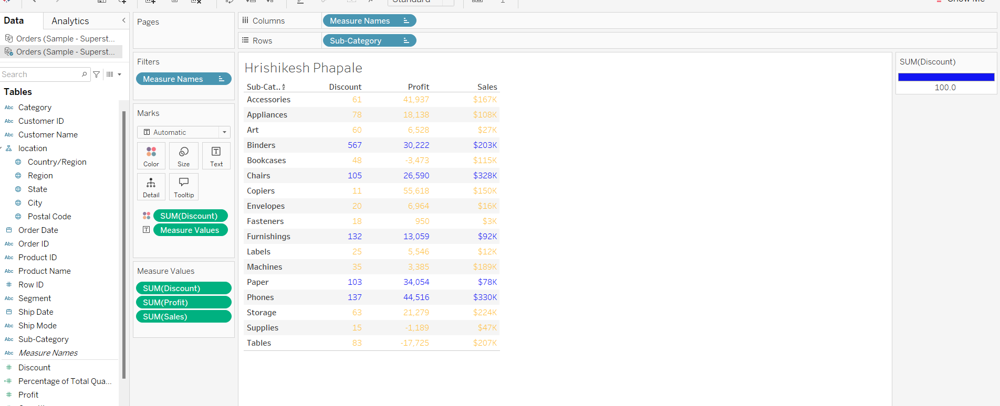 Standard
Show Me
Data
Analytics
Orders (Sample - Superst...
Orders (Sample - Superst...
Search
Tables
Abc Category
Abc Customer ID
Abc Customer Name
location
Country/Region
Region
State
City
Postal Code
Order Date
Abc Order ID
Abc Product ID
Abc Product Name
# Row ID
Abc Segment
Ship Date
Abc Ship Mode
Abc Sub-Category
Abc Measure Names
# Discount
=# Percentage of Total Qua...
# Profit
Pages
Filters
Measure Names
Marks
T Automatic
Color Size Text
Detail Tooltip
SUM(Discount)
T Measure Values
Measure Values
SUM(Discount)
SUM(Profit)
SUM(Sales)
Columns Measure Names
Rows Sub-Category
Hrishikesh Phapale
Sub-Cat.. Discount Profit Sales
Accessories 61 41,937 $167K
Appliances 78 18,138 $108K
Art 60 6,528 $27K
Binders 567 30,222 $203K
Bookcases 48 -3,473 $115K
Chairs 105 26,590 $328K
Copiers 11 55,618 $150K
Envelopes 20 6,964 $16K
Fasteners 18 950 $3K
Furnishings 132 13,059 $92K
Labels 25 5,546 $12K
Machines 35 3,385 $189K
Paper 103 34,054 $78K
Phones 137 44,516 $330K
Storage 63 21,279 $224K
Supplies 15 -1,189 $47K
Tables 83 -17,725 $207K
SUM(Discount)
100.0